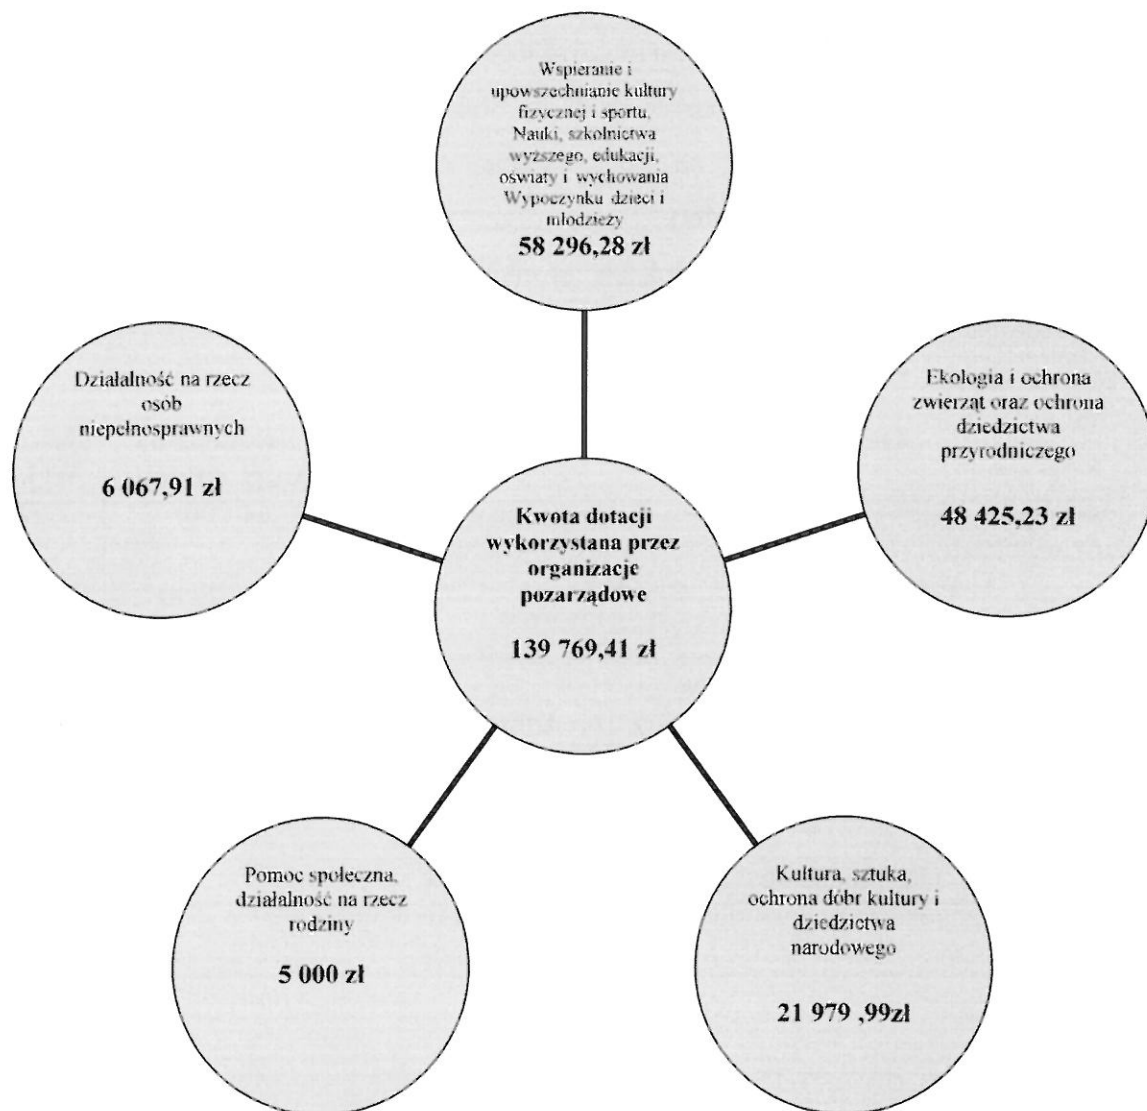 Wspieranie i
upowszechnianie kultury
fizycznej i sportu,
Nauki, szkolnictwa
wyższego, edukacji,
oświaty i wychowania
Wypoczynku dzieci i
młodzieży
58 296,28 zł
Działalność na rzecz
osób
niepełnosprawnych
6 067,91 zł
Ekologia i ochrona
zwierząt oraz ochrona
dziedzictwa
przyrodniczego
48 425,23 zł
Kwota dotacji
wykorzystana przez
organizacje
pozarządowe
139 769,41 zł
Pomoc społeczna,
działalność na rzecz
rodziny
5 000 zł
Kultura, sztuka,
ochrona dóbr kultury i
dziedzictwa
narodowego
21 979 ,99zł